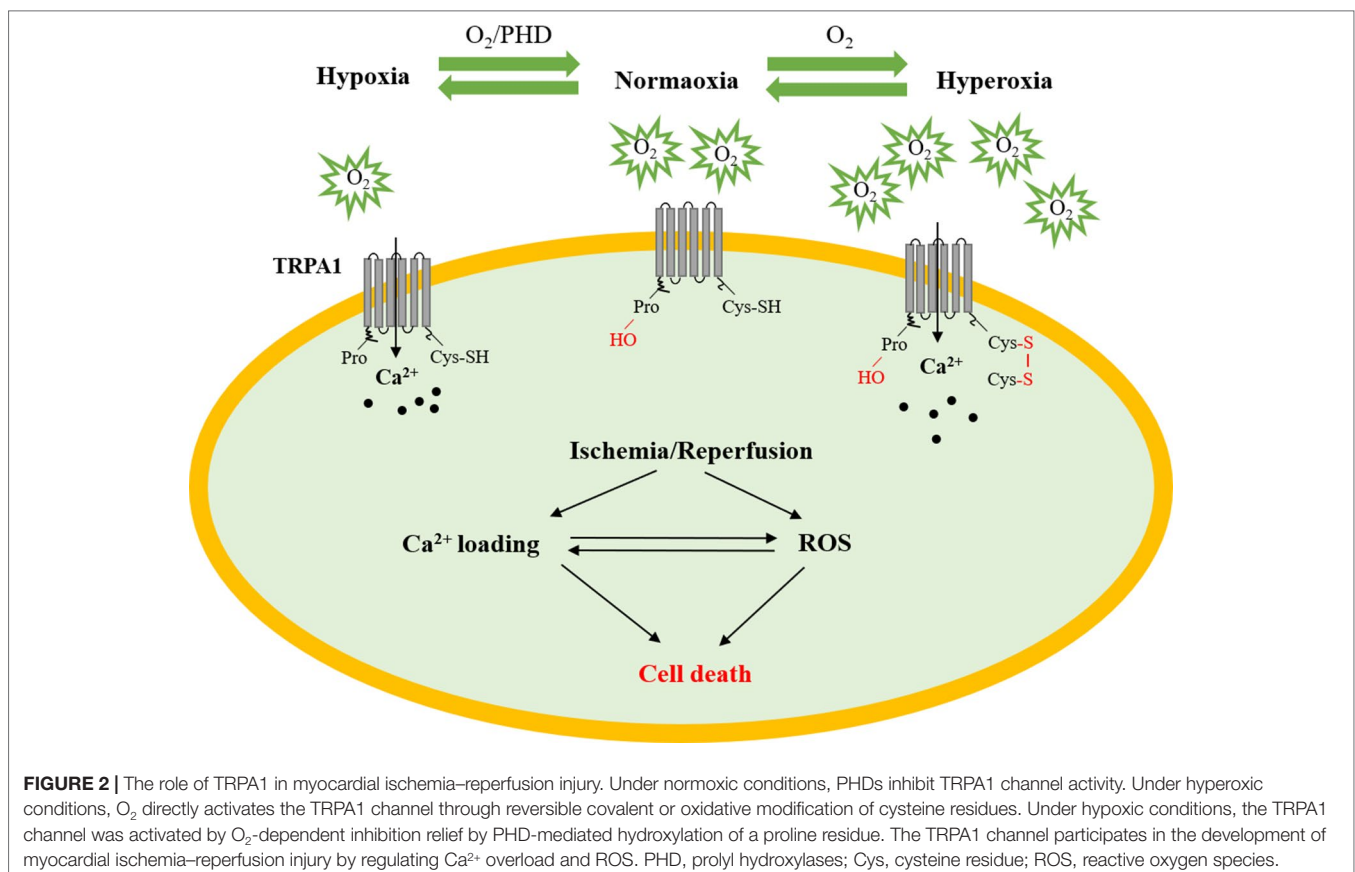 O₂/PHD
O₂
Hypoxia
Normaoxia
Hyperoxia
O₂
O₂
O₂
O₂
O₂
O₂
O₂
TRPA1
Pro
Cys-SH
Ca²⁺
Pro
HO
Cys-SH
Pro
HO
Ca²⁺
Cys-S
Cys-S
Ischemia/Reperfusion
Ca²⁺ loading
ROS
Cell death
FIGURE 2 | The role of TRPA1 in myocardial ischemia–reperfusion injury. Under normoxic conditions, PHDs inhibit TRPA1 channel activity. Under hyperoxic
conditions, O₂ directly activates the TRPA1 channel through reversible covalent or oxidative modification of cysteine residues. Under hypoxic conditions, the TRPA1
channel was activated by O₂-dependent inhibition relief by PHD-mediated hydroxylation of a proline residue. The TRPA1 channel participates in the development of
myocardial ischemia–reperfusion injury by regulating Ca²⁺ overload and ROS. PHD, prolyl hydroxylases; Cys, cysteine residue; ROS, reactive oxygen species.